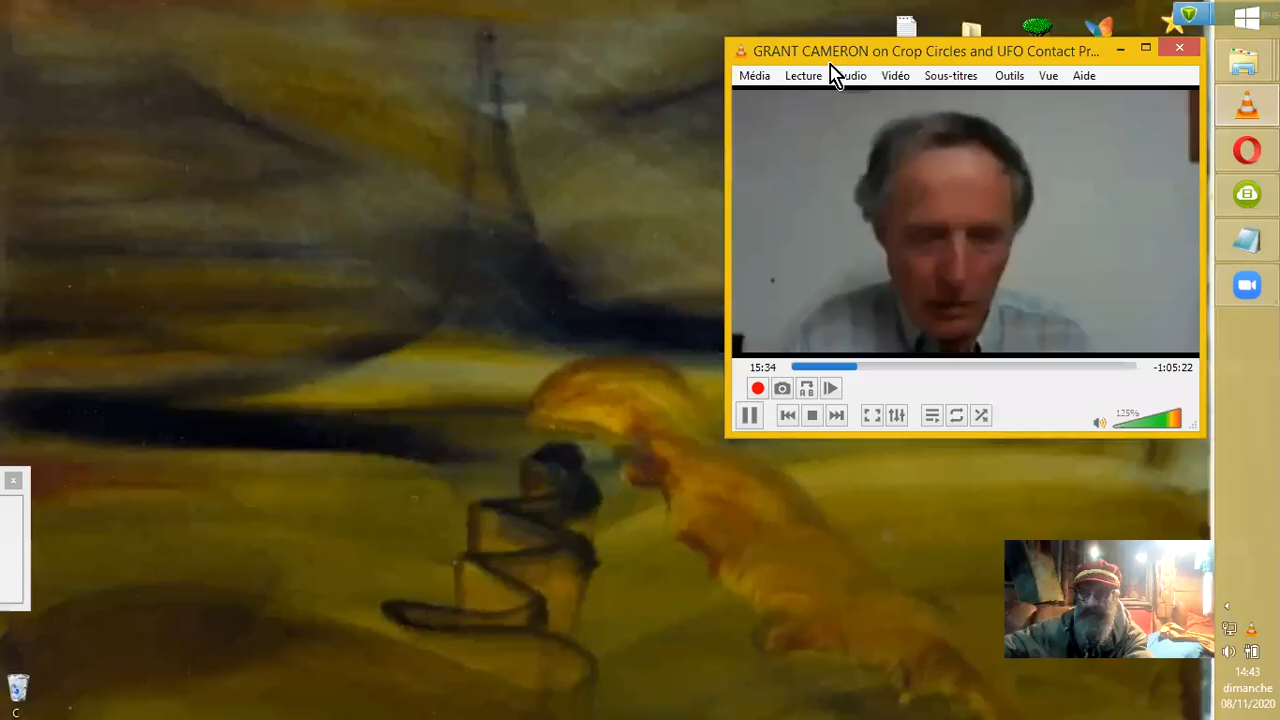 GRANT CAMERON on Crop Circles and UFO Contact Pr...
Média Lecture udio Vidéo Sous-titres Outils Vue Aide
15:34 -1:05:22
A B
125%
x
C
14:43
dimanche
08/11/2020